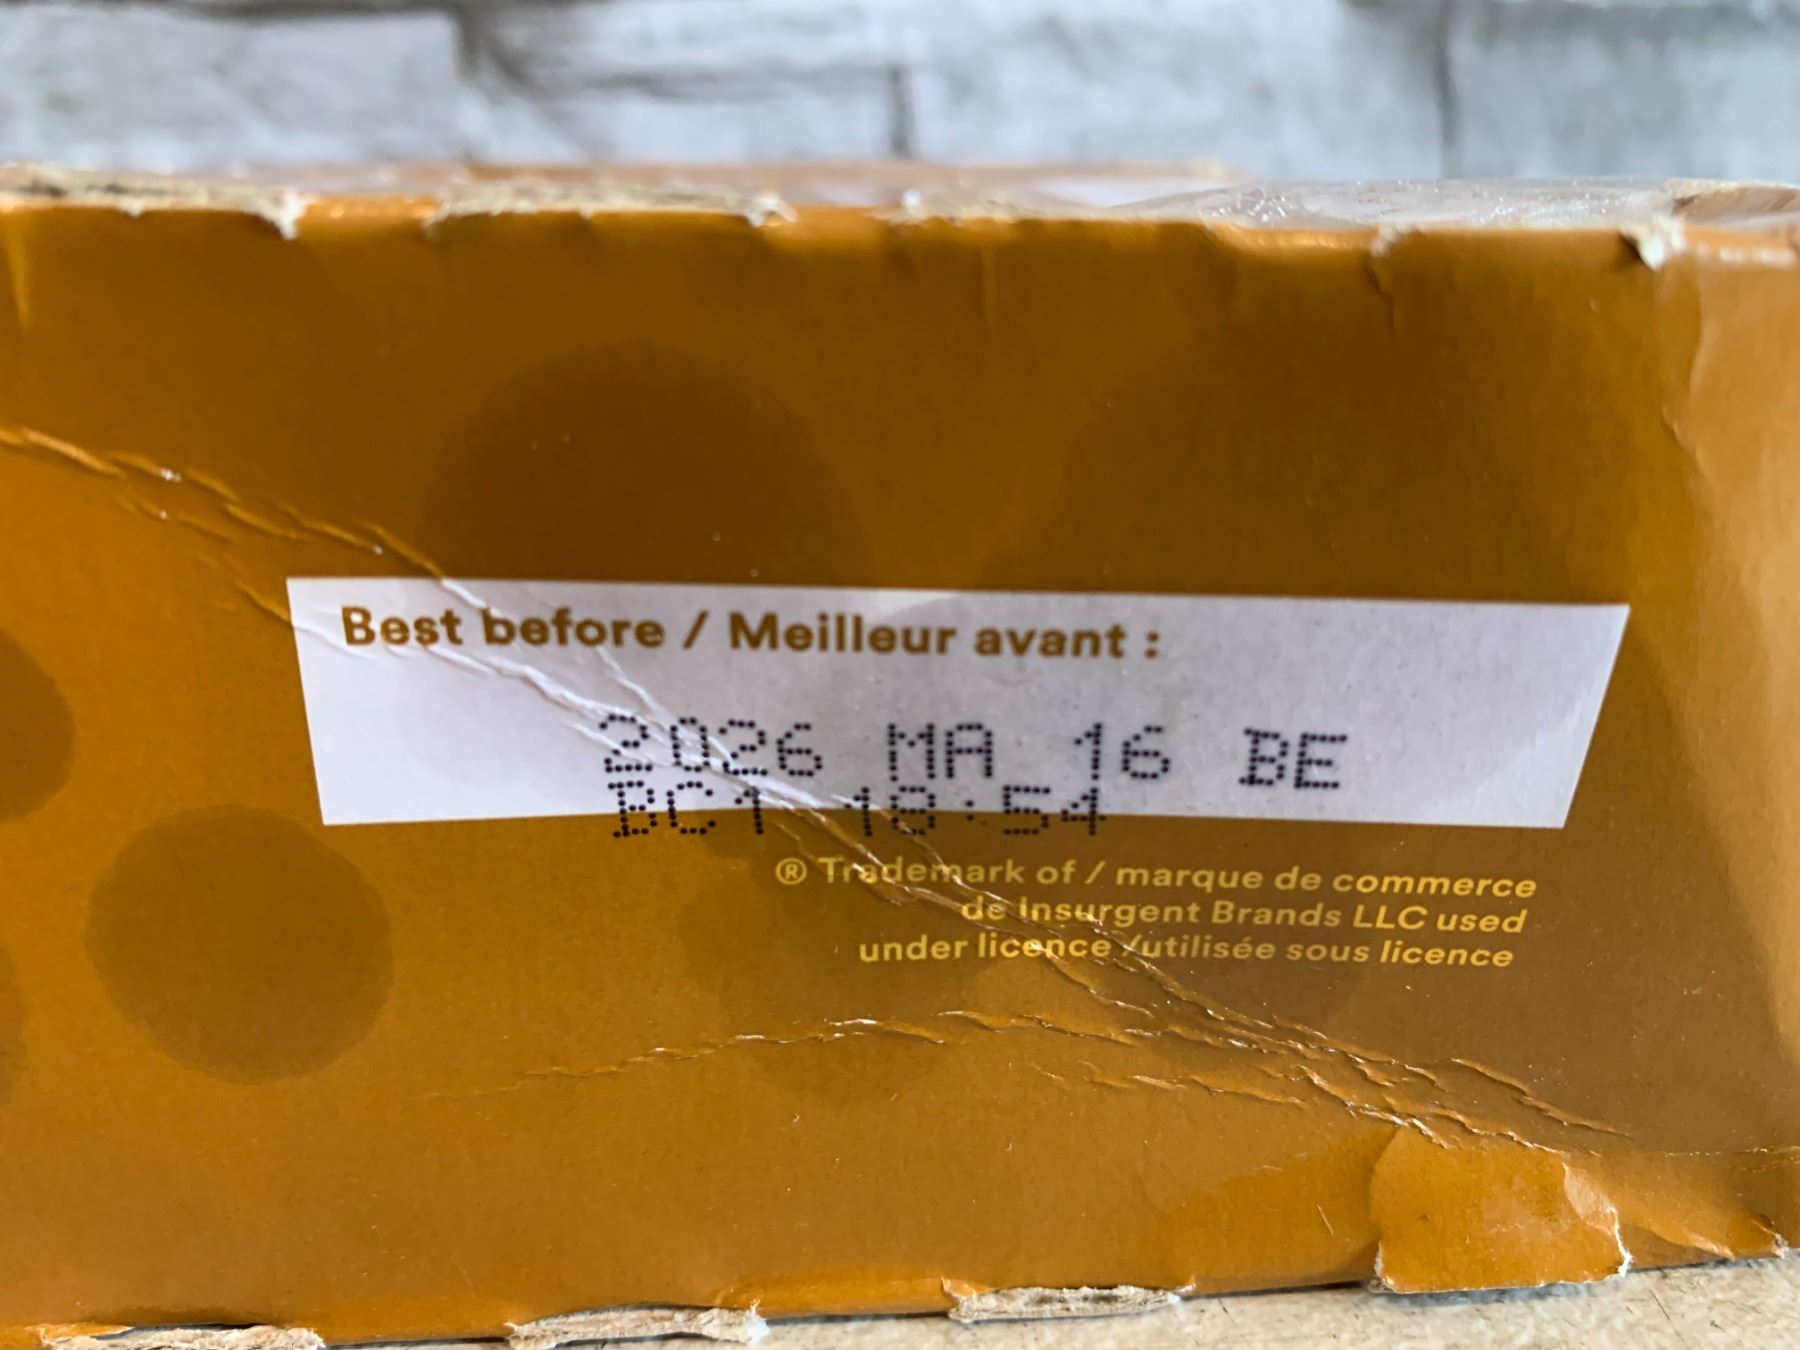 Best before / Meilleur avant :
2026 MA 16 BE
BC1 18:54
® Trademark of / marque de commerce
de Insurgent Brands LLC used
under licence /utilisée sous licence